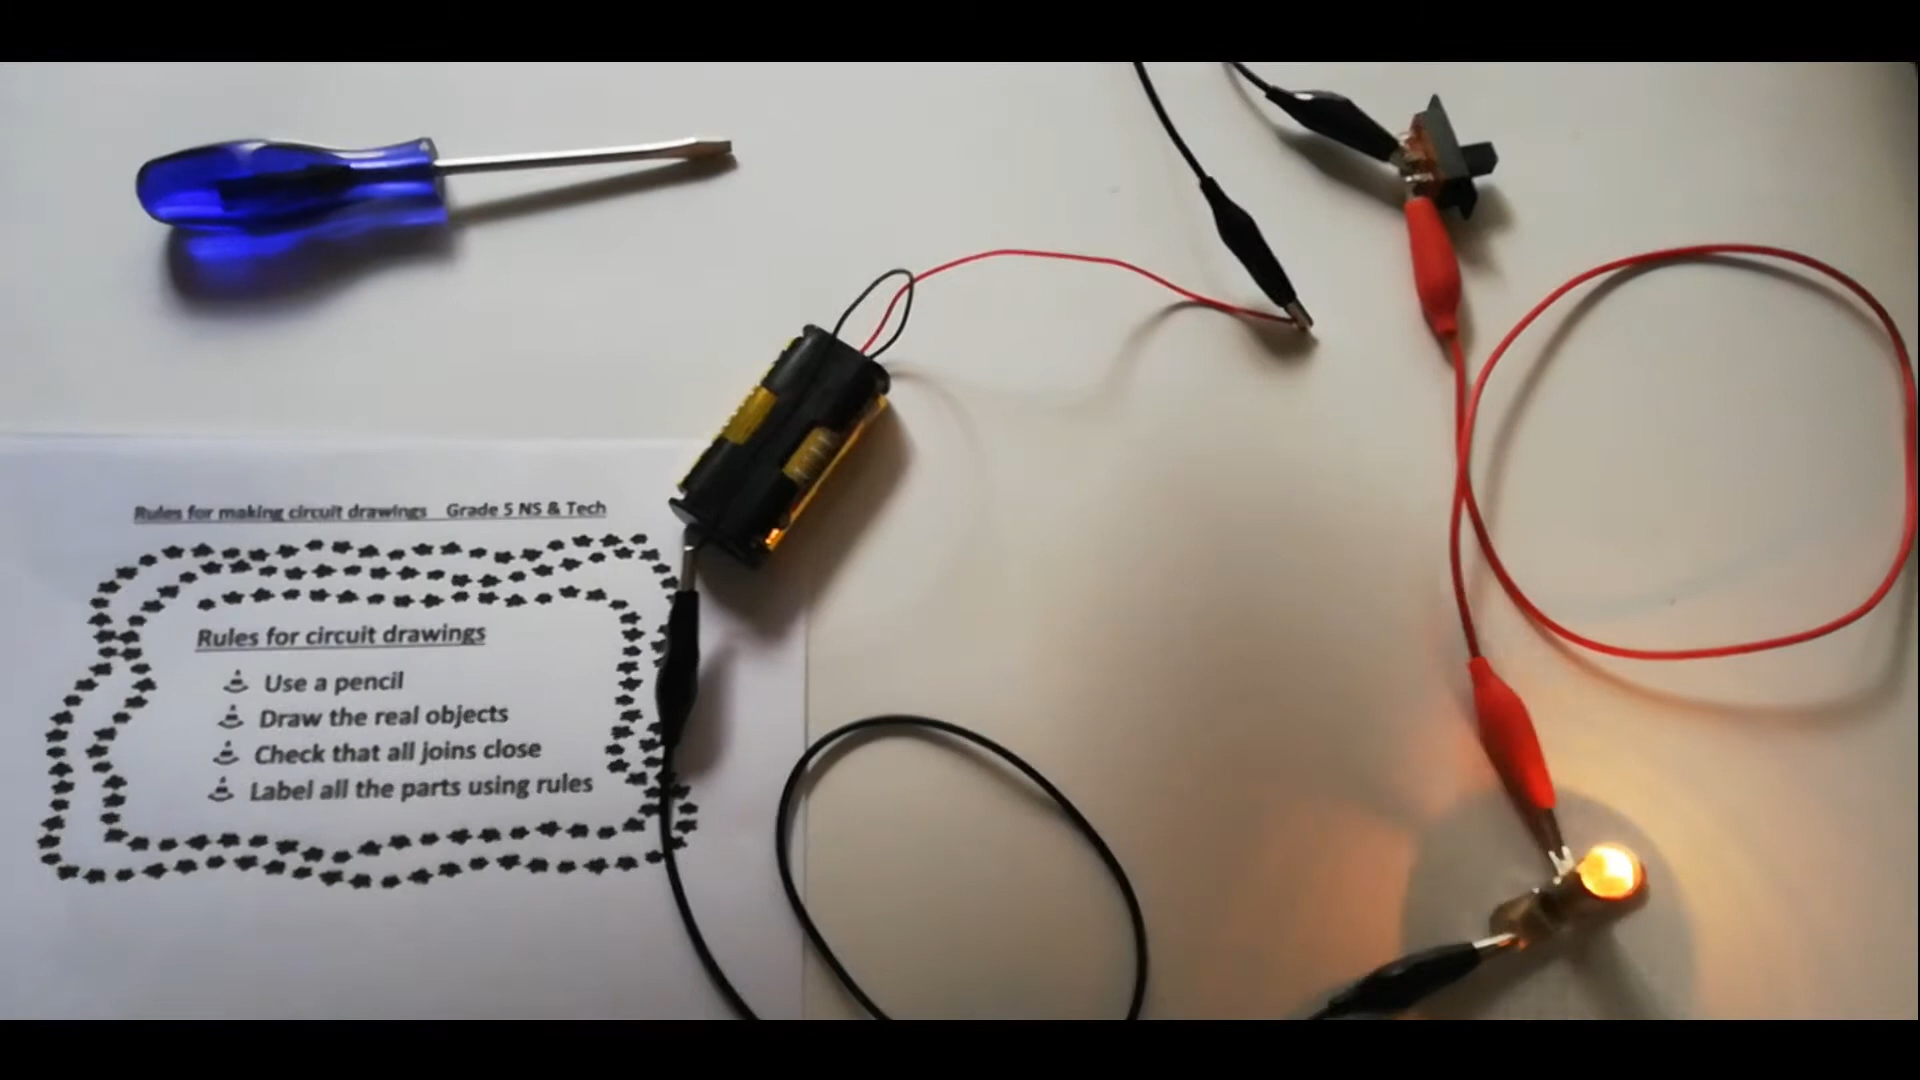 Rules for making circuit drawings Grade 5 NS & Tech
Rules for circuit drawings
Use a pencil
Draw the real objects
Check that all joins close
Label all the parts using rules